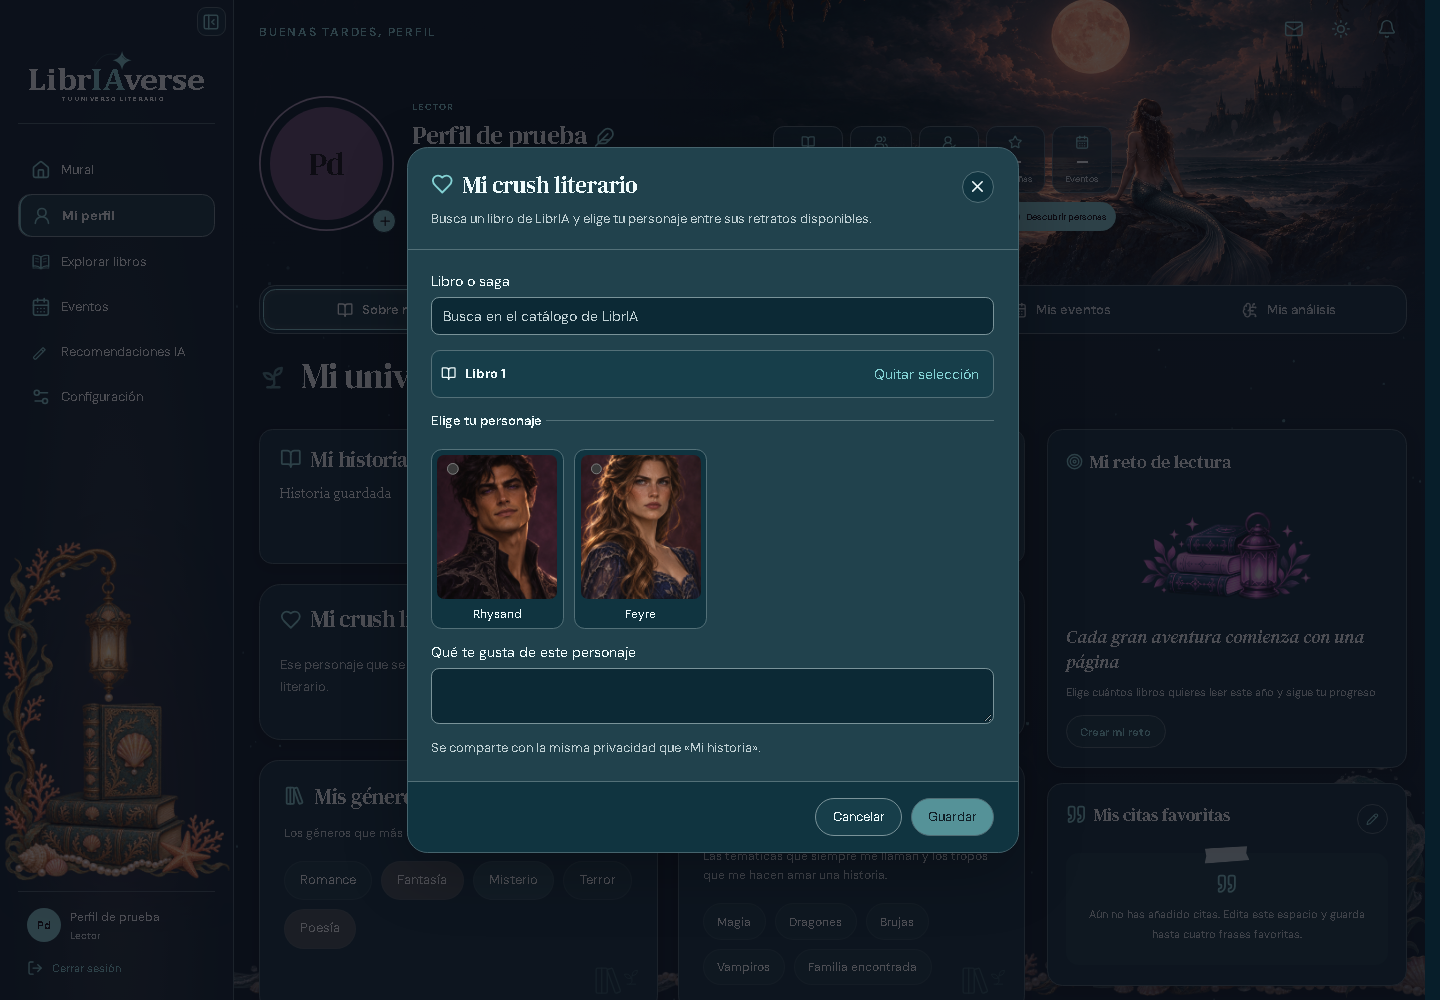 BUENAS TARDES, PERFIL
LibrIAverse
TU UNIVERSO LITERARIO
Mural
Mi perfil
Explorar libros
Eventos
Recomendaciones IA
Configuración
Pd
Perfil de prueba
Lector
Cerrar sesión
Pd
LECTOR
Perfil de prueba
Eventos
Descubrir personas
Sobre
Mis eventos
Mis análisis
Mi univ
Mi historia
Historia guardada
Mi crush l
Ese personaje que se
literario.
Mis géner
Los géneros que más
Romance
Fantasía
Misterio
Terror
Poesía
Mi crush literario
Busca un libro de LibrIA y elige tu personaje entre sus retratos disponibles.
Libro o saga
Busca en el catálogo de LibrIA
Libro 1
Quitar selección
Elige tu personaje
Rhysand
Feyre
Qué te gusta de este personaje
Se comparte con la misma privacidad que «Mi historia».
Cancelar
Guardar
Las temáticas que siempre me llaman y los tropos
que me hacen amar una historia.
Magia
Dragones
Brujas
Vampiros
Familia encontrada
Mi reto de lectura
Cada gran aventura comienza con una
página
Elige cuántos libros quieres leer este año y sigue tu progreso
Crear mi reto
Mis citas favoritas
Aún no has añadido citas. Edita este espacio y guarda
hasta cuatro frases favoritas.